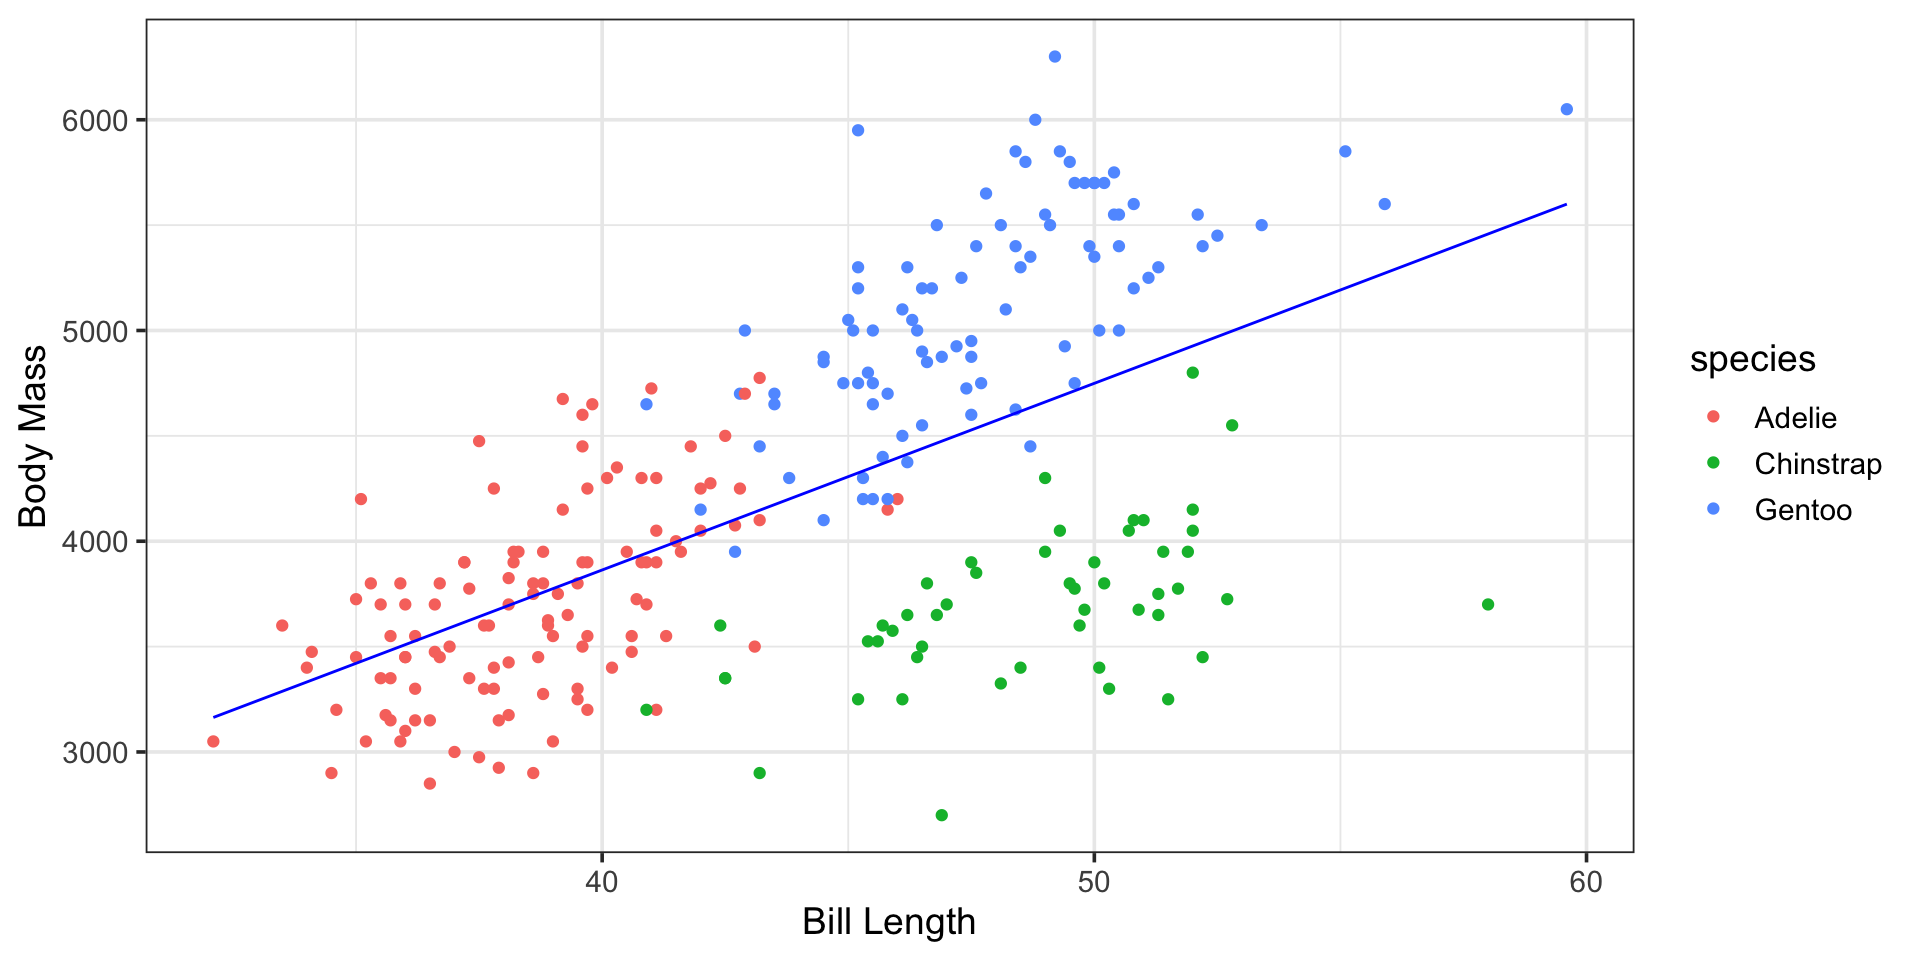 6000
5000
4000
3000
Body Mass
40 50 60
Bill Length
species
Adelie
Chinstrap
Gentoo